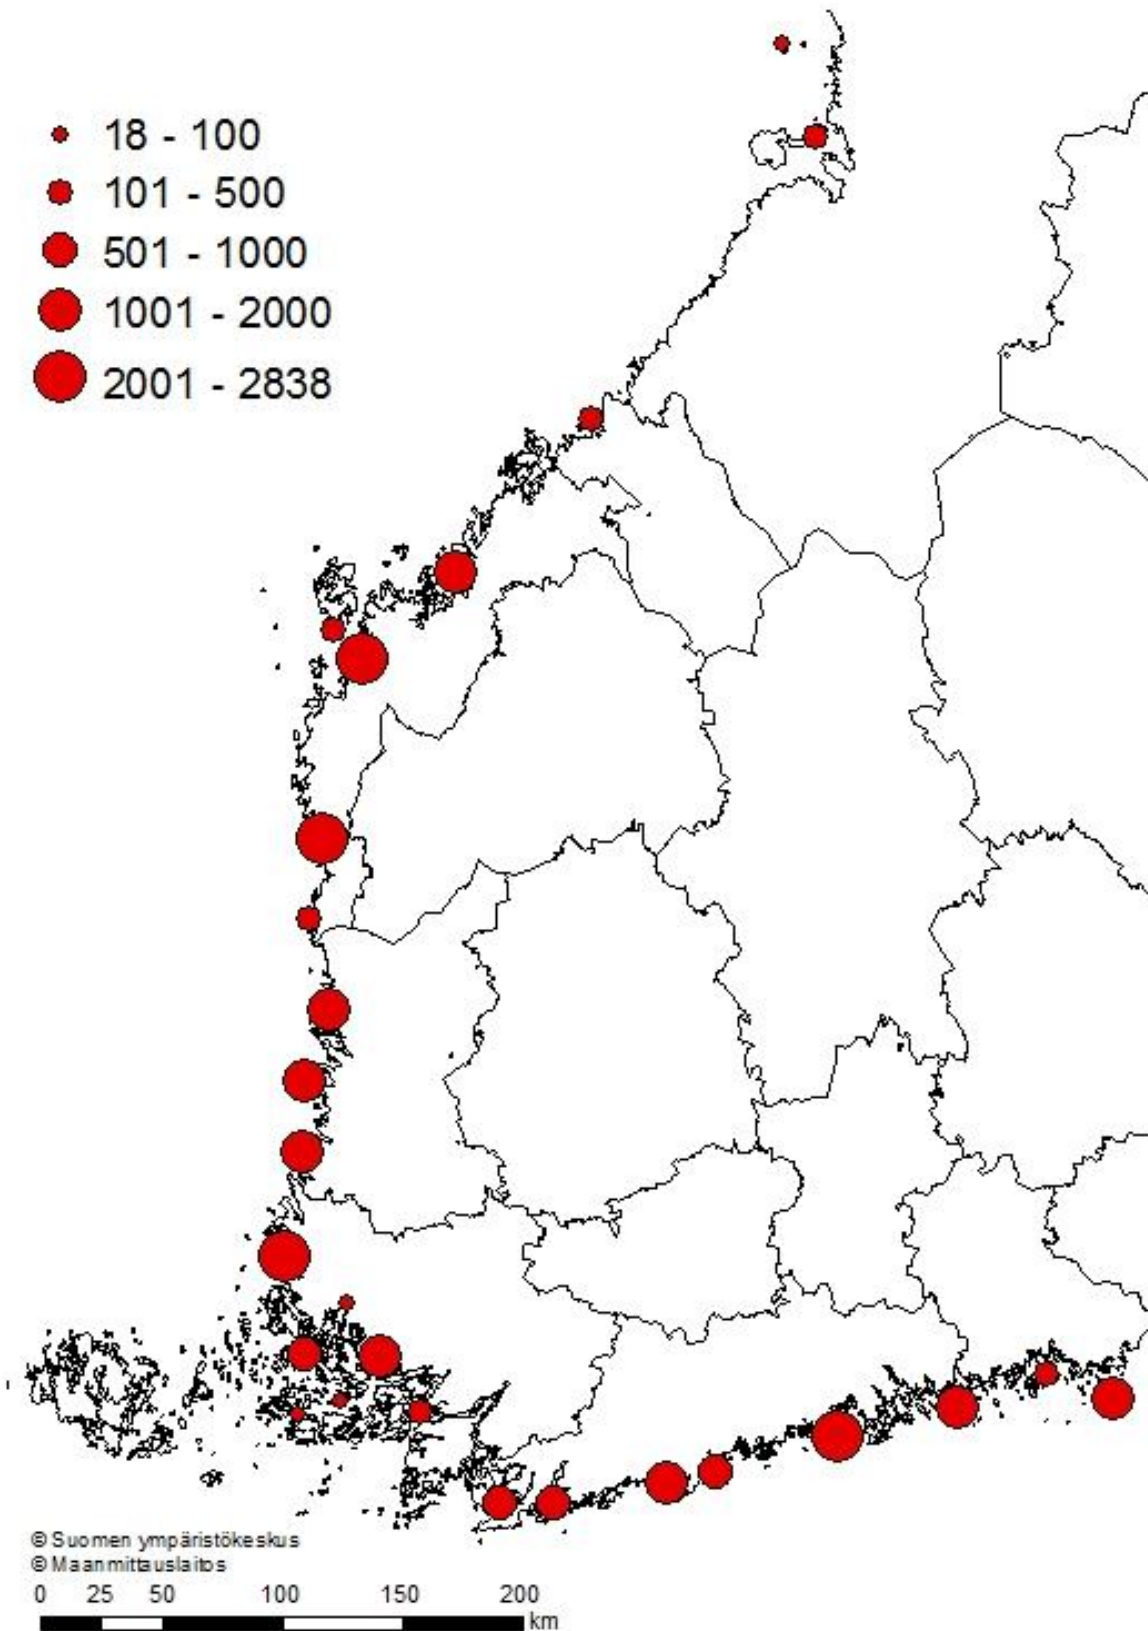 18 - 100
101 - 500
501 - 1000
1001 - 2000
2001 - 2838
© Suomen ympäristökeskus
© Maanmittauslaitos
0 25 50 100 150 200
km